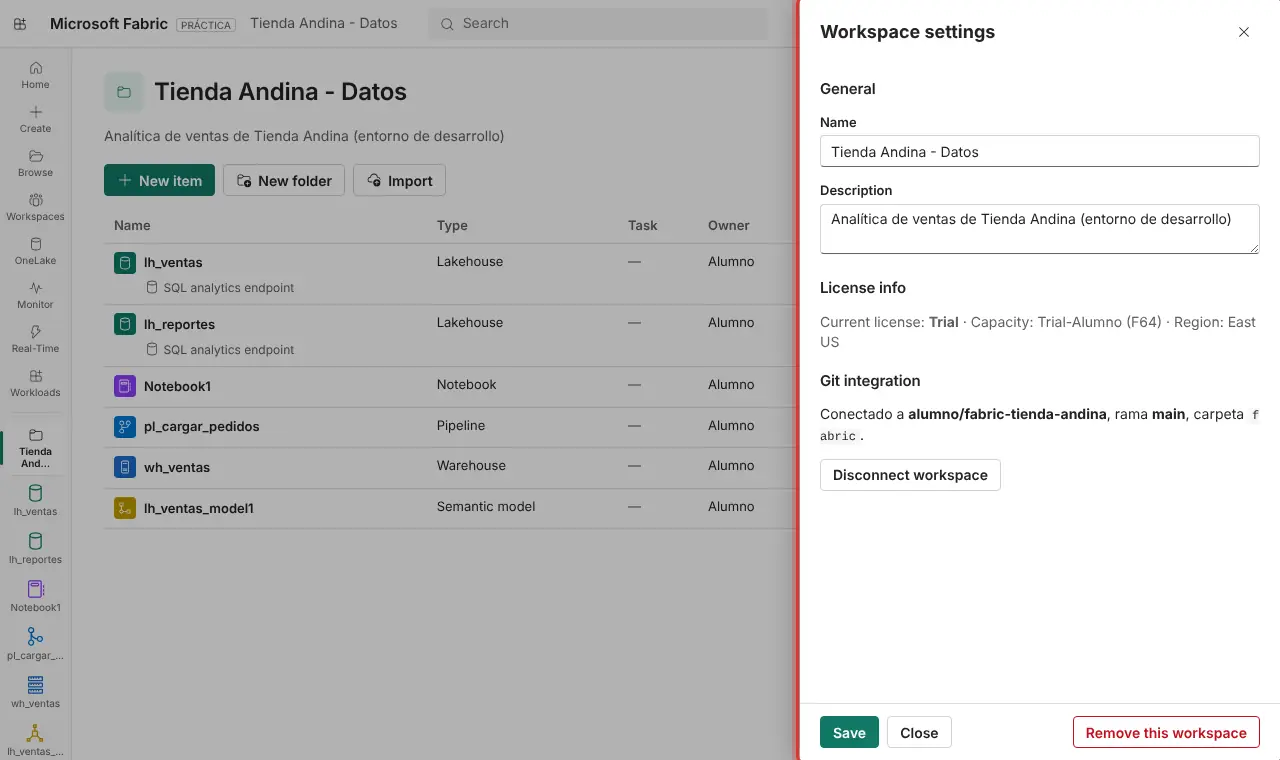 Microsoft Fabric PRÁCTICA Tienda Andina - Datos Search
Home
Create
Browse
Workspaces
OneLake
Monitor
Real-Time
Workloads
Tienda
And...
lh_ventas
lh_reportes
Notebook1
pl_cargar_...
wh_ventas
lh_ventas_...
Tienda Andina - Datos
Analítica de ventas de Tienda Andina (entorno de desarrollo)
New item New folder Import
Name Type Task Owner
lh_ventas Lakehouse — Alumno
SQL analytics endpoint
lh_reportes Lakehouse — Alumno
SQL analytics endpoint
Notebook1 Notebook — Alumno
pl_cargar_pedidos Pipeline — Alumno
wh_ventas Warehouse — Alumno
lh_ventas_model1 Semantic model — Alumno
Workspace settings
General
Name
Tienda Andina - Datos
Description
Analítica de ventas de Tienda Andina (entorno de desarrollo)
License info
Current license: Trial · Capacity: Trial-Alumno (F64) · Region: East
US
Git integration
Conectado a alumno/fabric-tienda-andina, rama main, carpeta f
abric.
Disconnect workspace
Save Close Remove this workspace